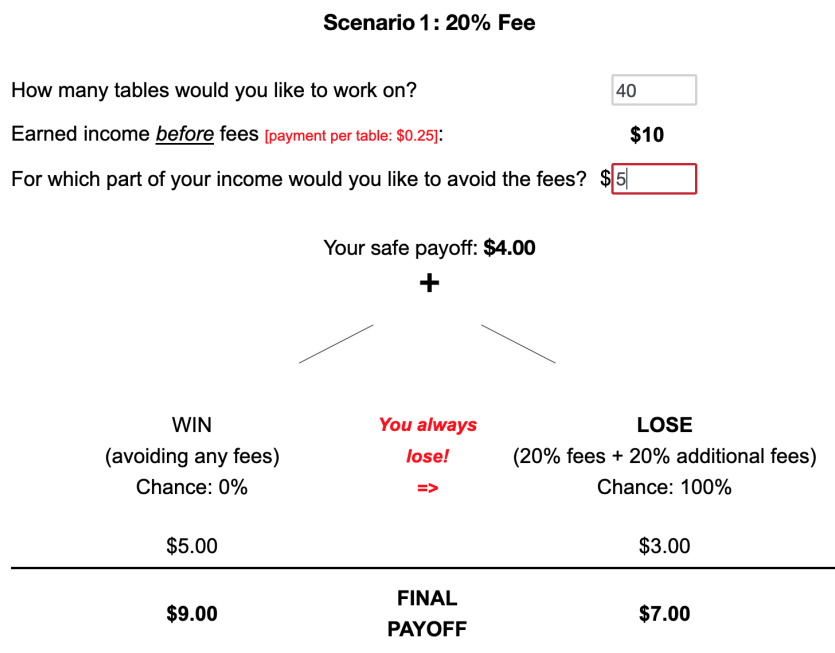 Scenario 1: 20% Fee
How many tables would you like to work on? 40
Earned income before fees [payment per table: $0.25]: $10
For which part of your income would you like to avoid the fees? $ 5
Your safe payoff: $4.00
+
WIN You always LOSE
(avoiding any fees) lose! (20% fees + 20% additional fees)
Chance: 0% => Chance: 100%
$5.00 $3.00
$9.00 FINAL PAYOFF $7.00